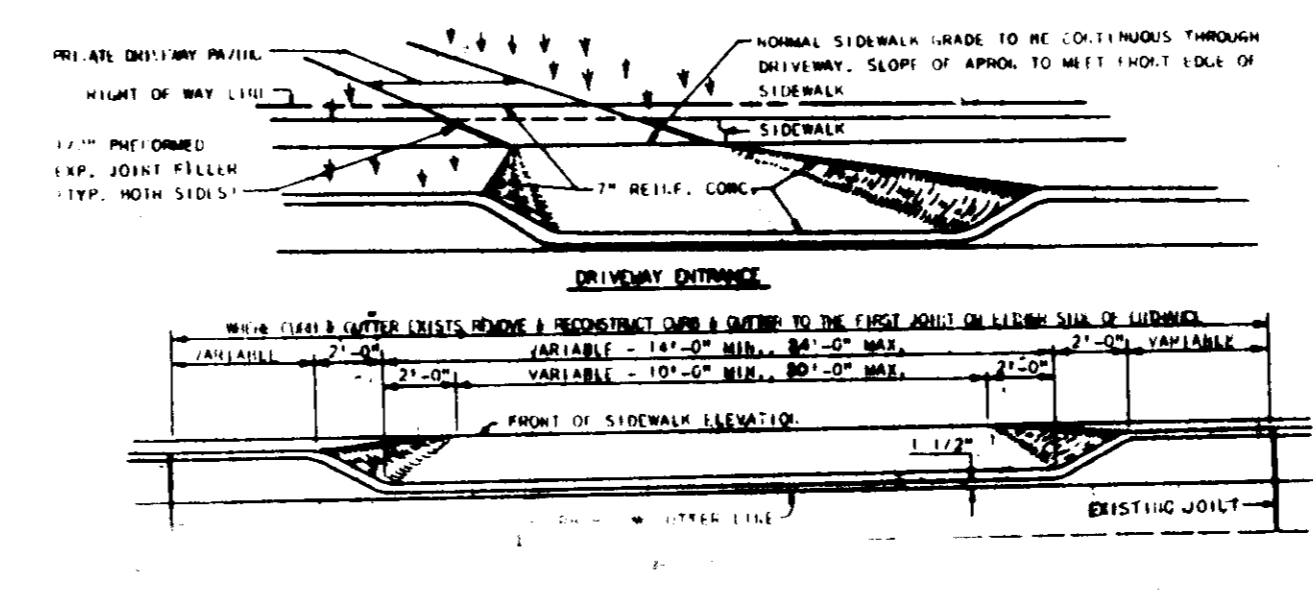 PRIVATE DRIVEWAY PAVING
RIGHT OF WAY LINE
1/2" PREFORMED
EXP. JOINT FILLER
(TYP. BOTH SIDES)
NORMAL SIDEWALK GRADE TO BE CONTINUOUS THROUGH
DRIVEWAY. SLOPE OF APRON TO MEET FRONT EDGE OF
SIDEWALK
SIDEWALK
7" REINF. CONC.
DRIVEWAY ENTRANCE
WHERE CURB & GUTTER EXISTS REMOVE & RECONSTRUCT CURB & GUTTER TO THE FIRST JOINT ON EITHER SIDE OF ENTRANCE
VARIABLE
2'-0"
VARIABLE - 14'-0" MIN., 84'-0" MAX.
2'-0"
VARIABLE
2'-0"
VARIABLE - 10'-0" MIN., 80'-0" MAX.
2'-0"
FRONT OF SIDEWALK ELEVATION
1 1/2"
GUTTER LINE
EXISTING JOINT